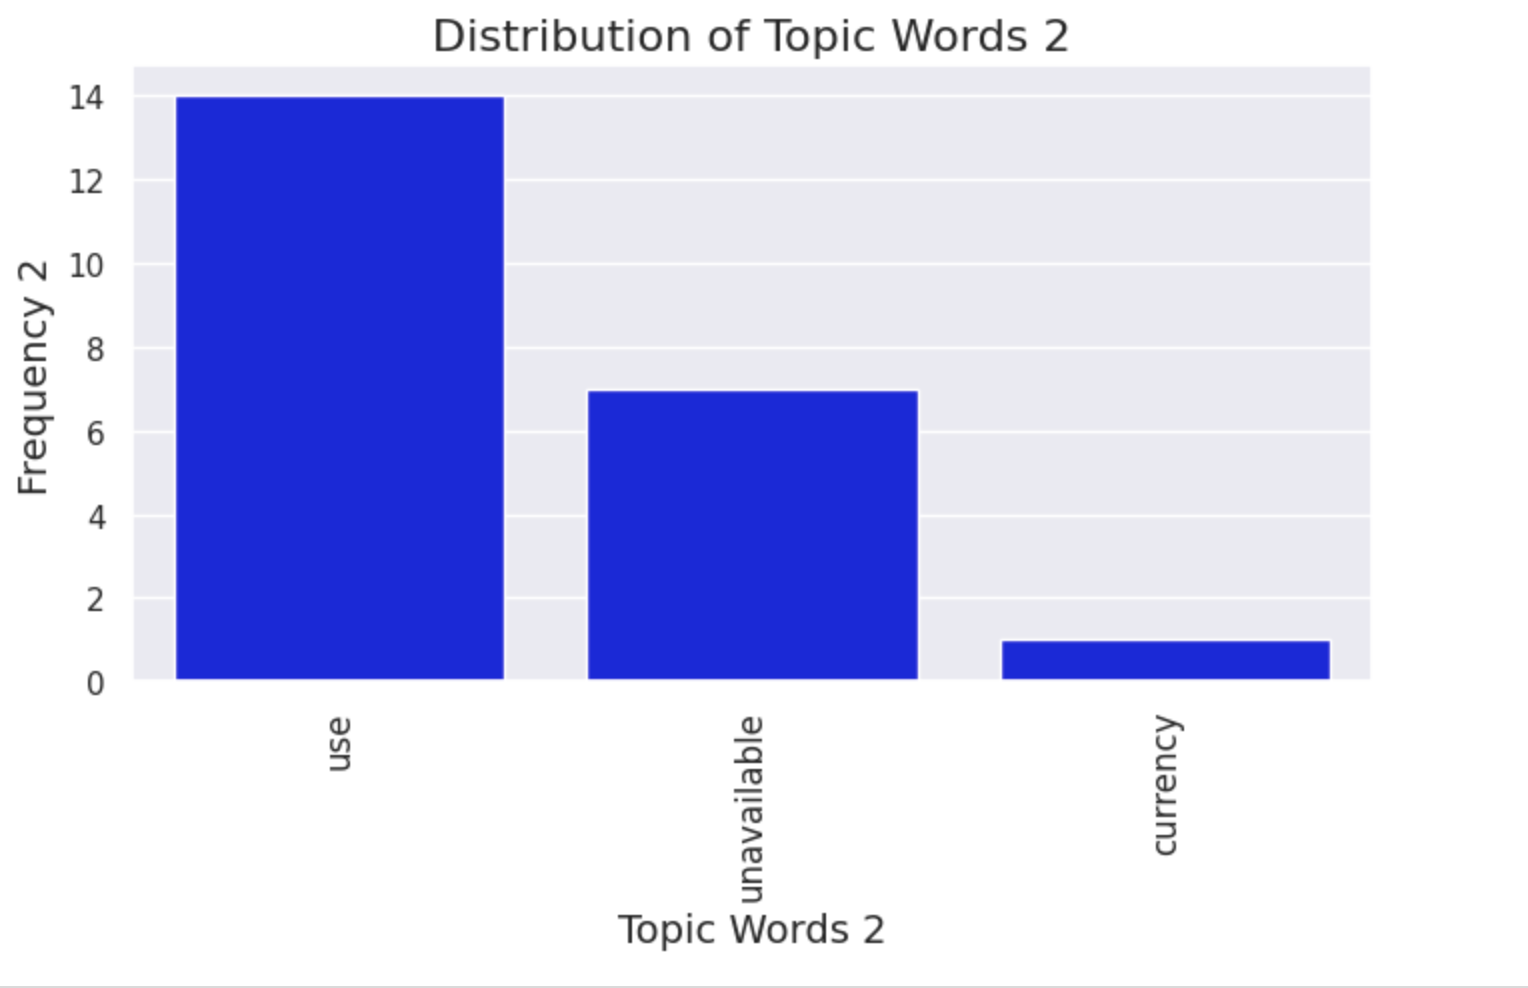 Distribution of Topic Words 2
Frequency 2
14
12
10
8
6
4
2
0
use
unavailable
currency
Topic Words 2